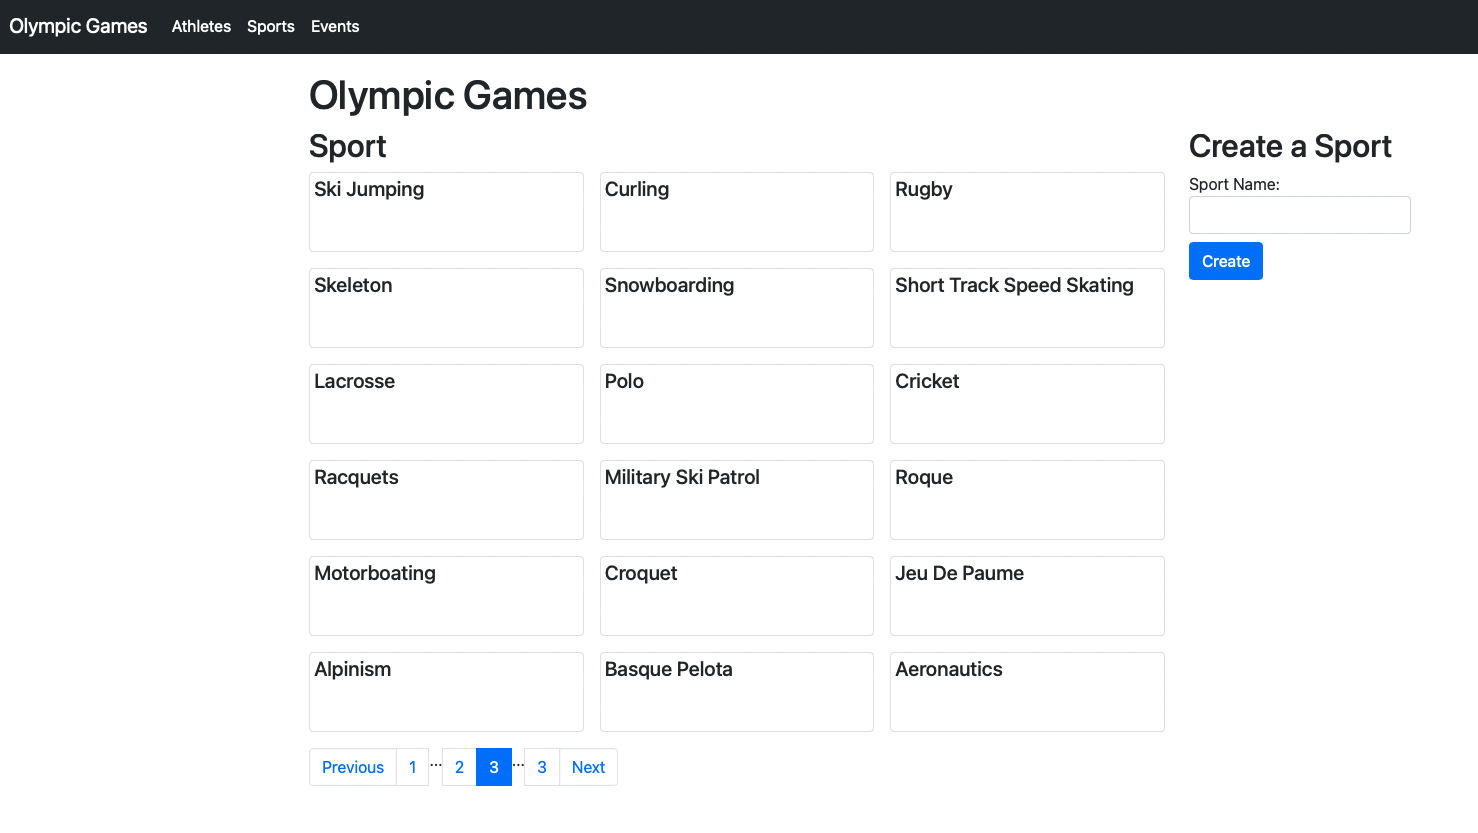 Olympic Games Athletes Sports Events
Olympic Games
Sport
Create a Sport
Ski Jumping Curling Rugby
Sport Name:
Create
Skeleton Snowboarding Short Track Speed Skating
Lacrosse Polo Cricket
Racquets Military Ski Patrol Roque
Motorboating Croquet Jeu De Paume
Alpinism Basque Pelota Aeronautics
Previous 1 ... 2 3 ... 3 Next